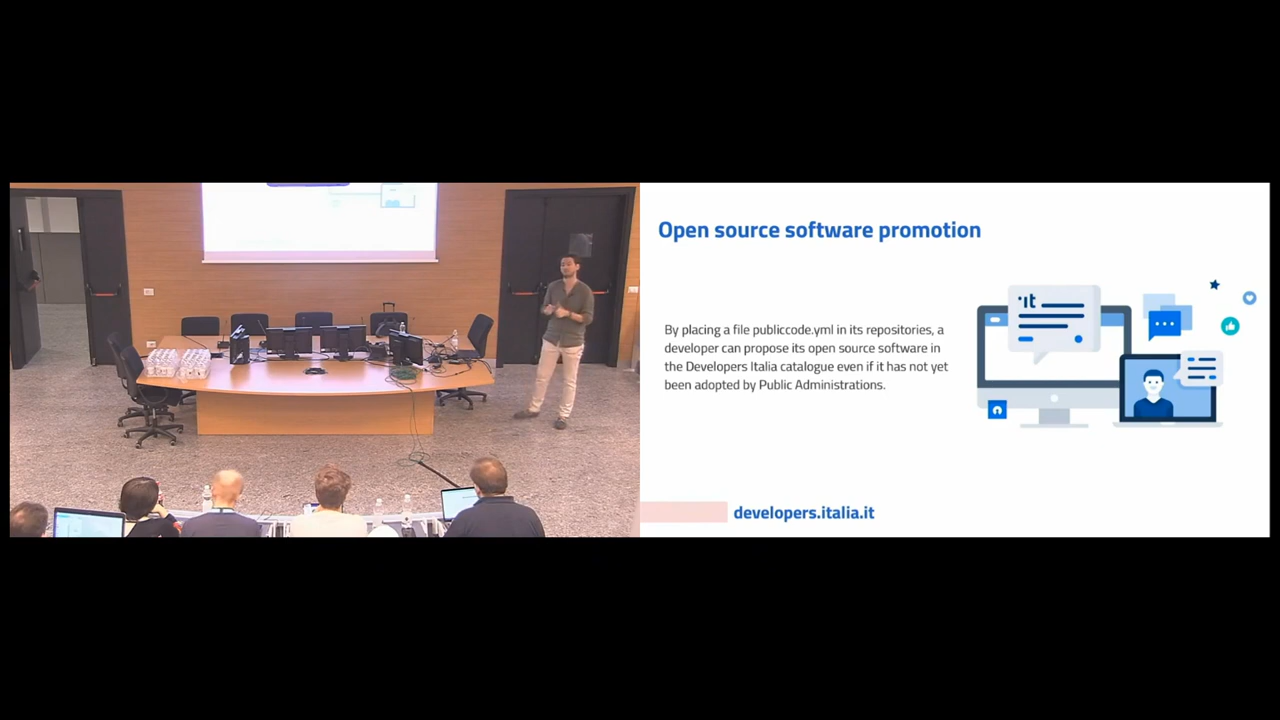 Open source software promotion
By placing a file publiccode.yml in its repositories, a
developer can propose its open source software in
the Developers Italia catalogue even if it has not yet
been adopted by Public Administrations.
·it
developers.italia.it